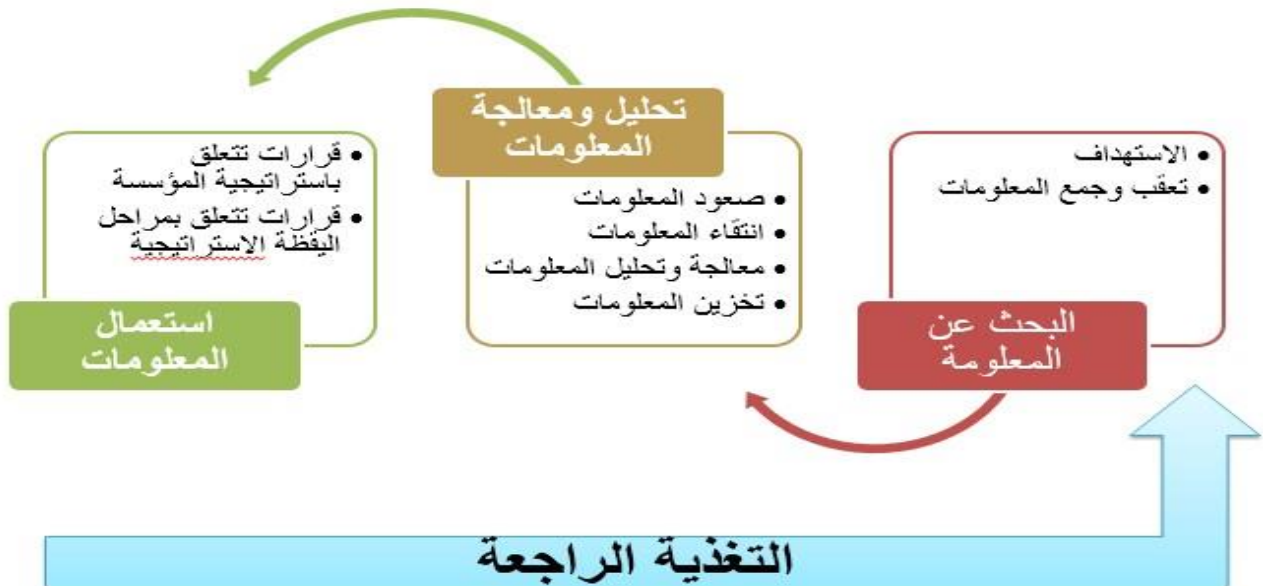 البحث عن
المعلومة
• الاستهداف
• تعقب وجمع المعلومات
تحليل ومعالجة
المعلومات
• صعود المعلومات
• انتقاء المعلومات
• معالجة وتحليل المعلومات
• تخزين المعلومات
• قرارات تتعلق
باستراتيجية المؤسسة
• قرارات تتعلق بمراحل
اليقظة الاستراتيجية
استعمال
المعلومات
التغذية الراجعة